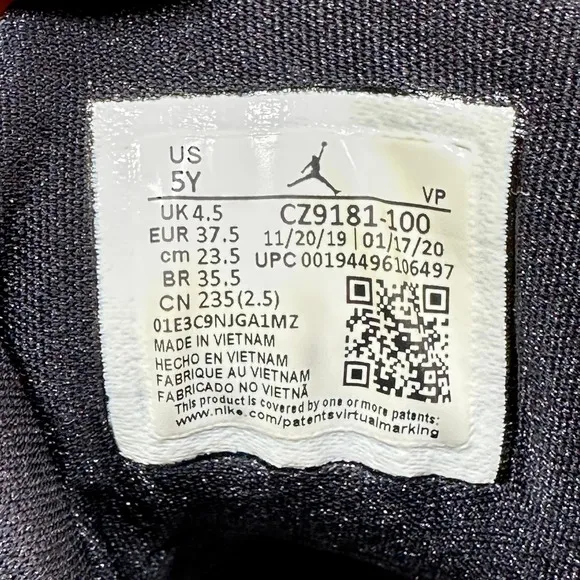 US
5Y
VP
UK 4.5
CZ9181-100
EUR 37.5
11/20/19 | 01/17/20
cm 23.5
UPC 00194496106497
BR 35.5
CN 235(2.5)
01E3C9NJGA1MZ
MADE IN VIETNAM
HECHO EN VIETNAM
FABRIQUE AU VIETNAM
FABRICADO NO VIETNÃ
This product is covered by one or more patents:
www.nike.com/patentsvirtualmarking